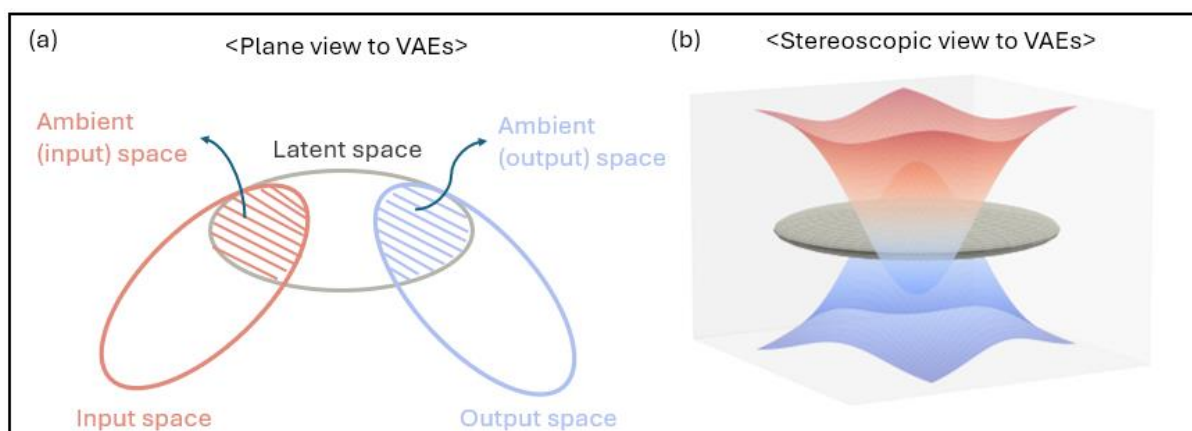 (a)
<Plane view to VAEs>
Ambient
(input) space
Latent space
Ambient
(output) space
Input space
Output space
(b)
<Stereoscopic view to VAEs>